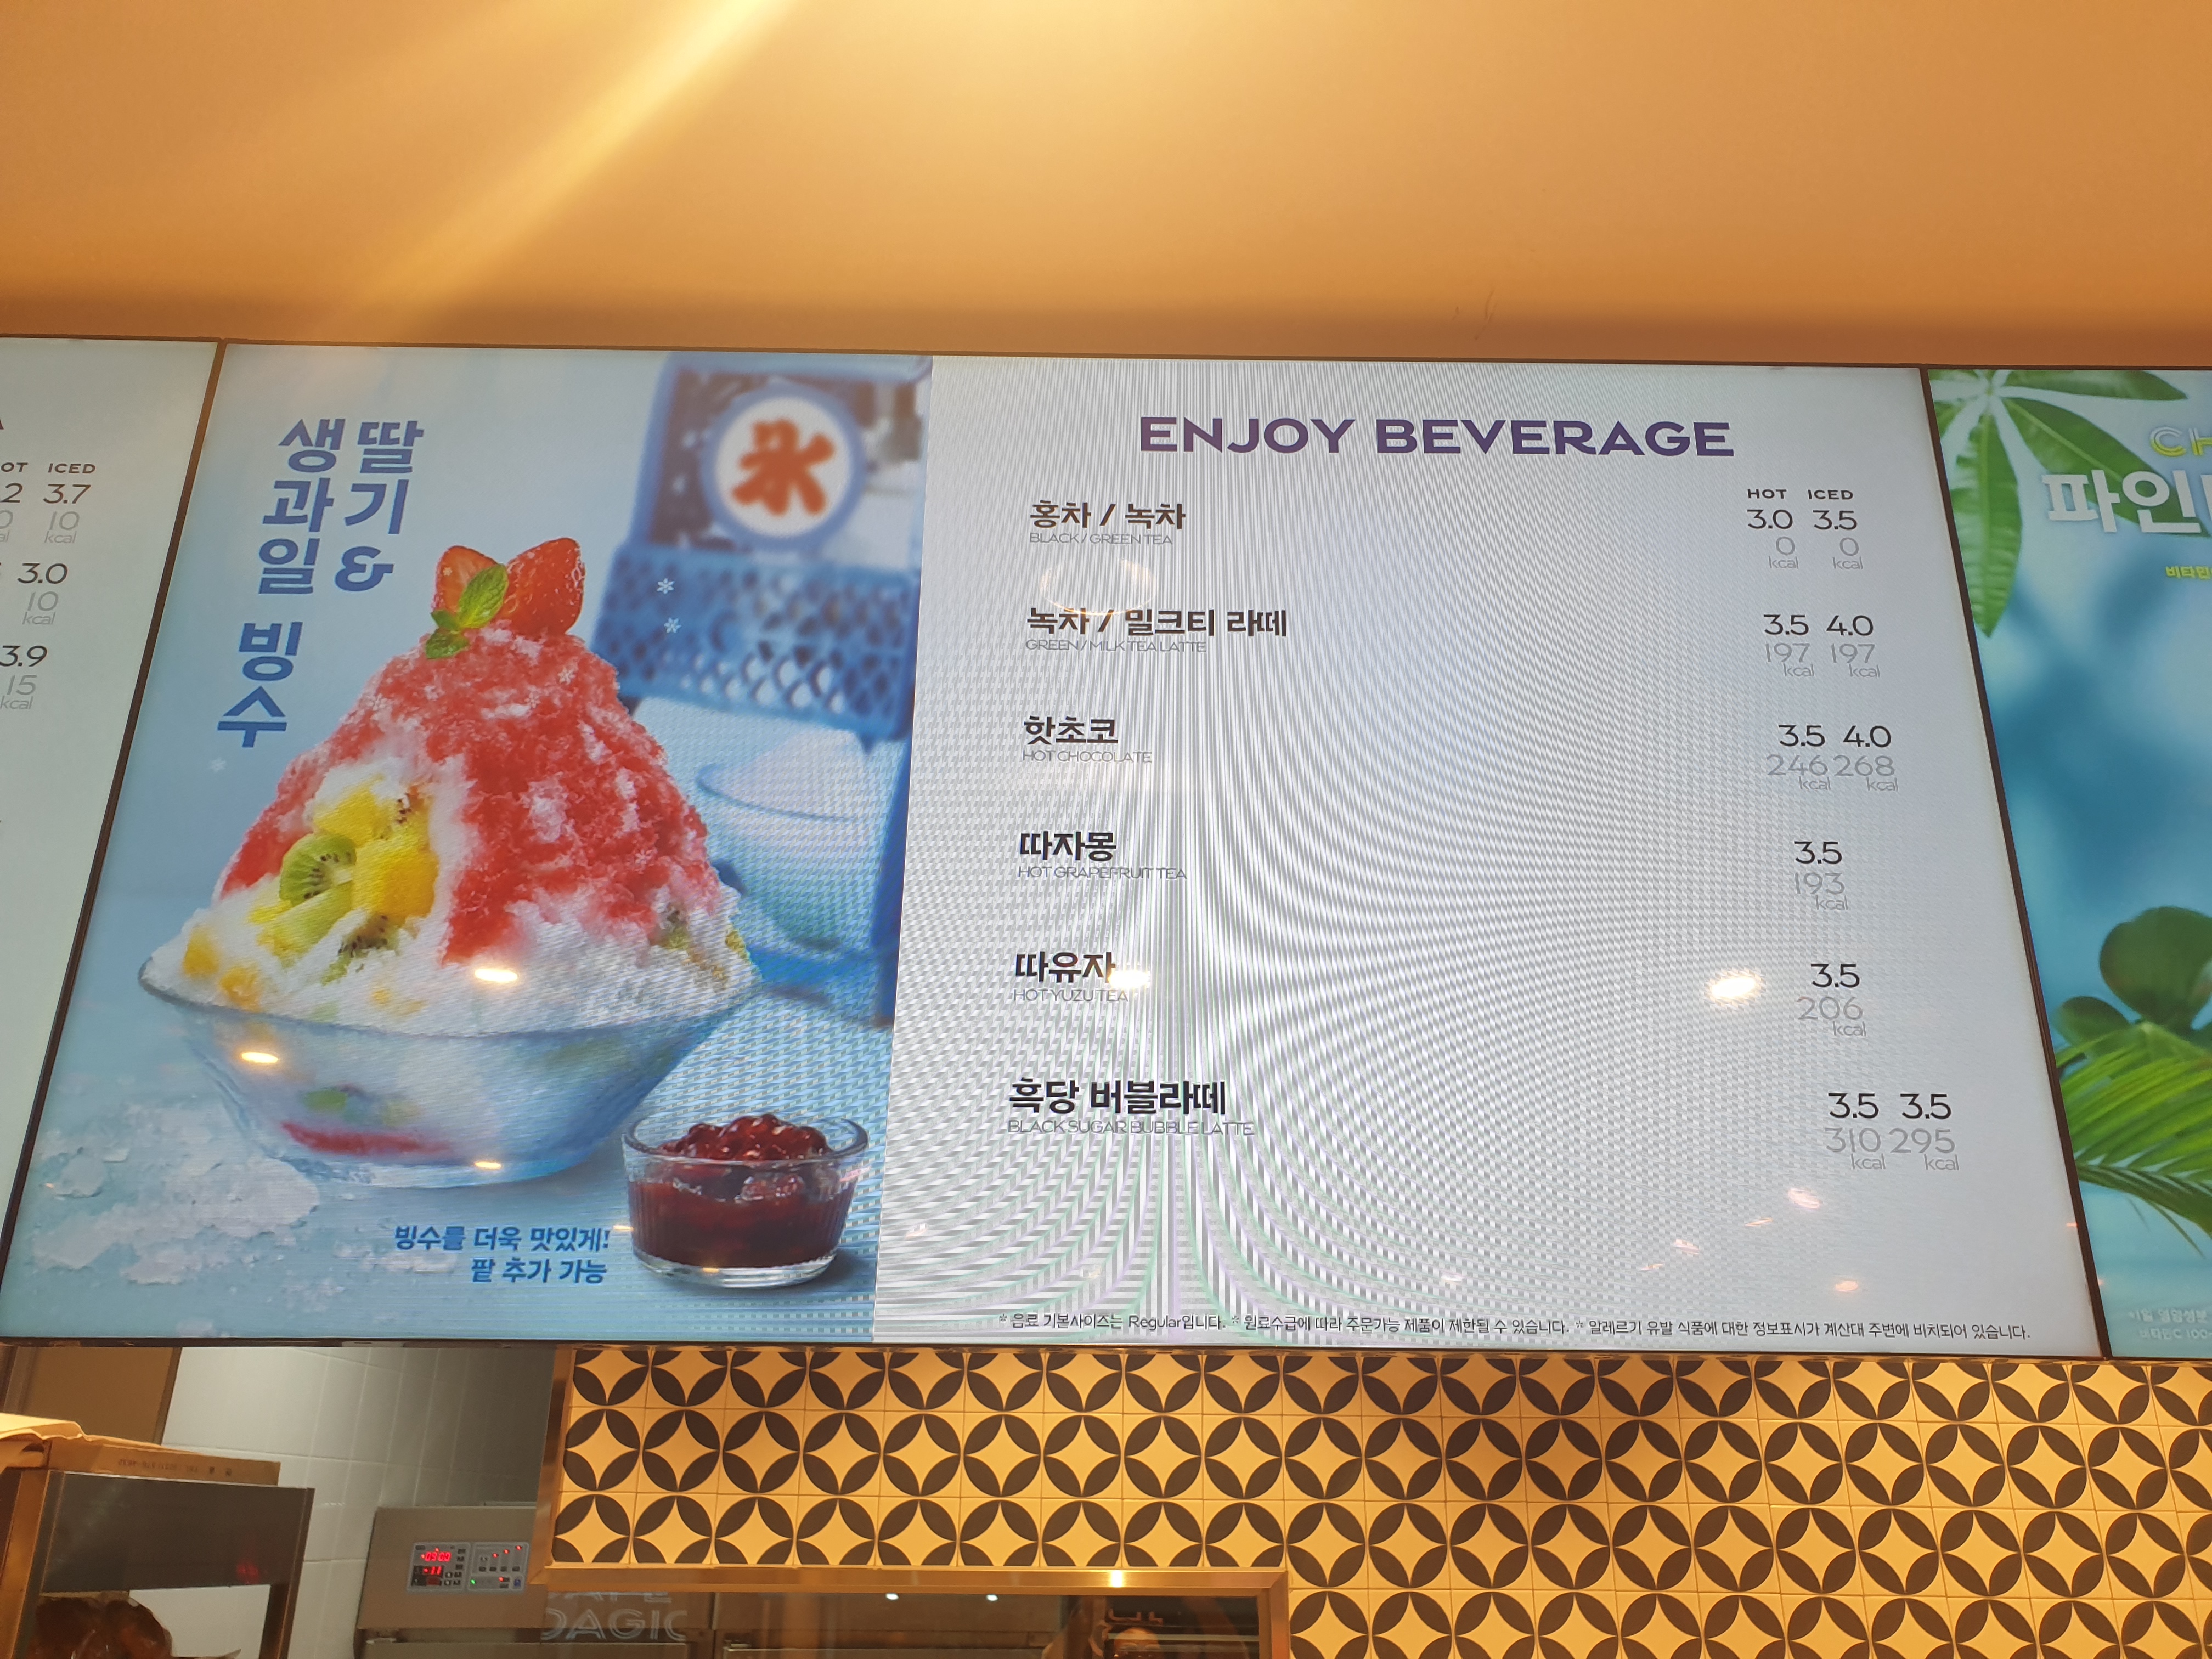 OT ICED
2 3.7
10
kcal
3.0
10
kcal
3.9
15
kcal
딸기 &
생과일
빙수
氷
빙수를 더욱 맛있게!
팥 추가 가능
ENJOY BEVERAGE
HOT ICED
홍차 / 녹차 3.0 3.5
BLACK / GREEN TEA 0 0
kcal kcal
녹차 / 밀크티 라떼 3.5 4.0
GREEN / MILK TEA LATTE 197 197
kcal kcal
핫초코 3.5 4.0
HOT CHOCOLATE 246 268
kcal kcal
따자몽 3.5
HOT GRAPEFRUIT TEA 193
kcal
따유자 3.5
HOT YUZU TEA 206
kcal
흑당 버블라떼 3.5 3.5
BLACK SUGAR BUBBLE LATTE 310 295
kcal kcal
* 음료 기본사이즈는 Regular입니다. * 원료수급에 따라 주문가능 제품이 제한될 수 있습니다. * 알레르기 유발 식품에 대한 정보표시가 계산대 주변에 비치되어 있습니다.
CH
파인
비타민